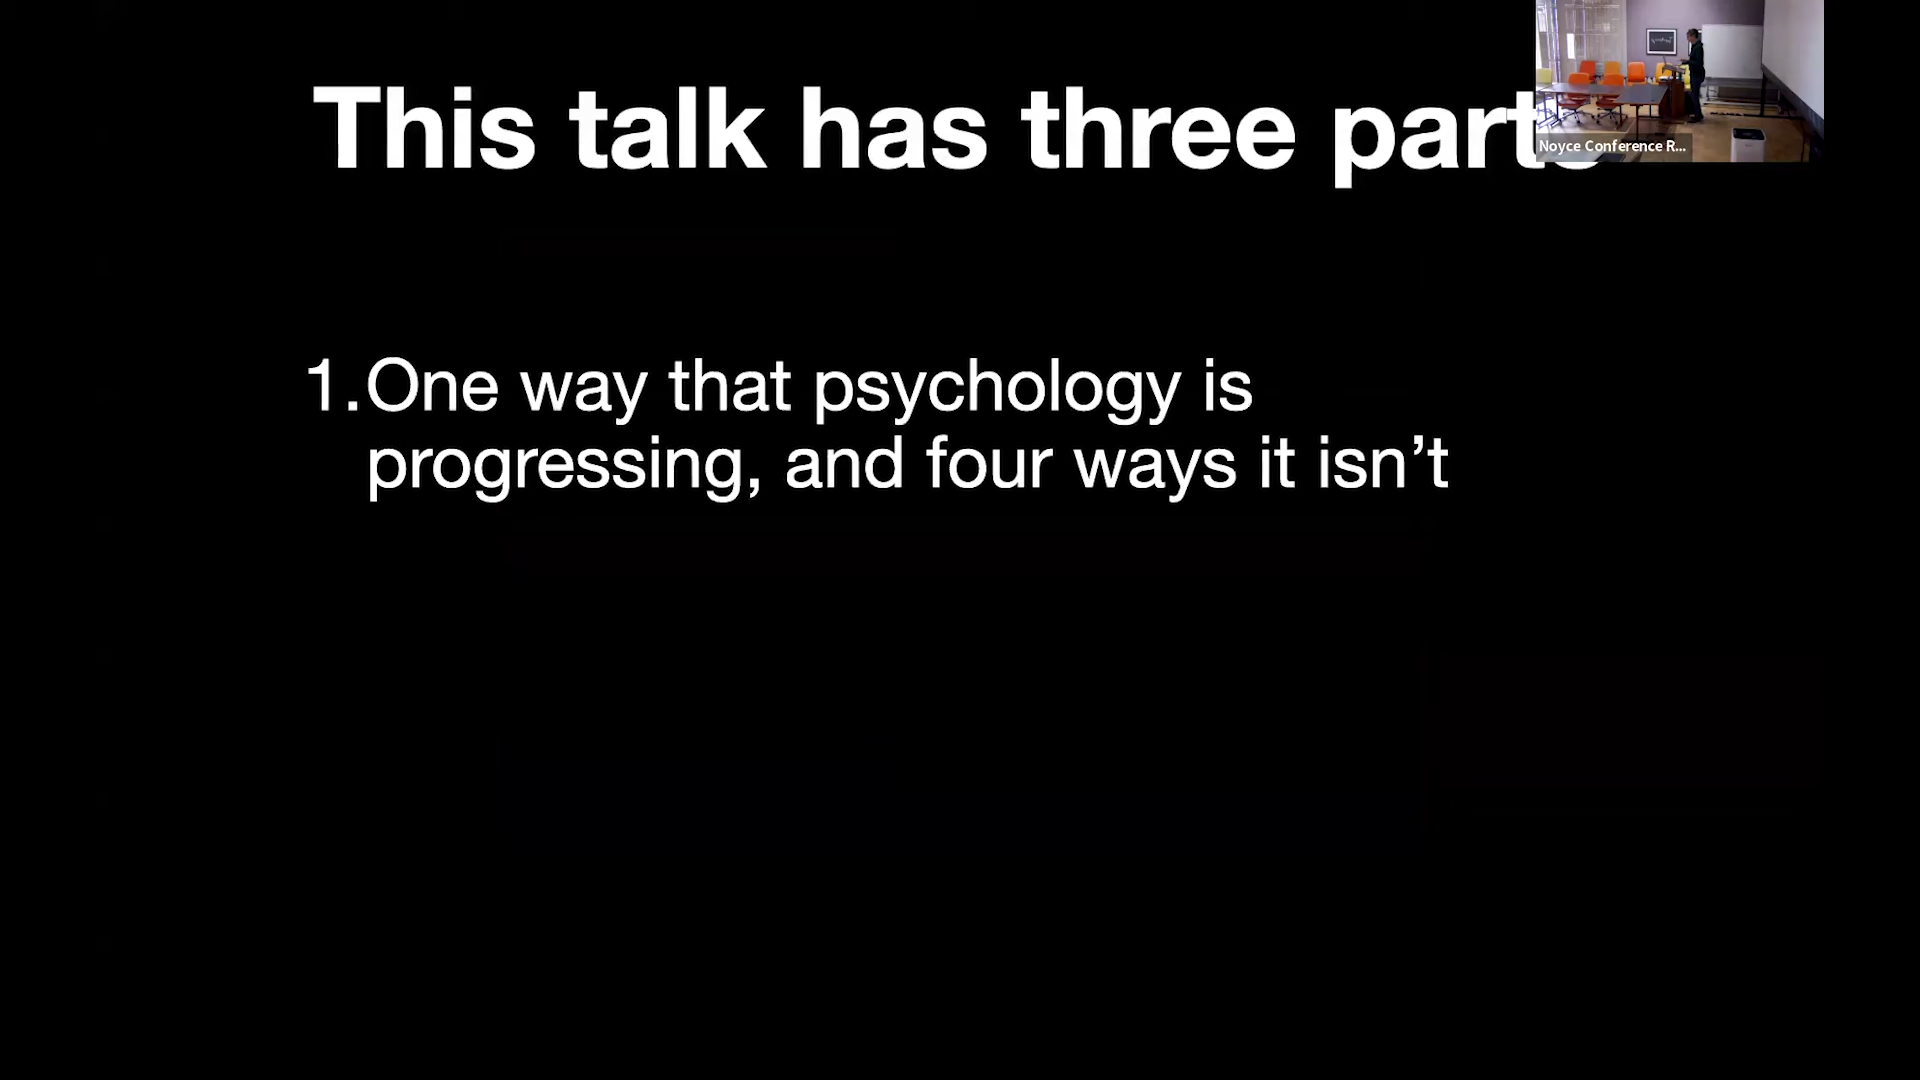 This talk has three parts
Noyce Conference R...
1.One way that psychology is
progressing, and four ways it isn’t